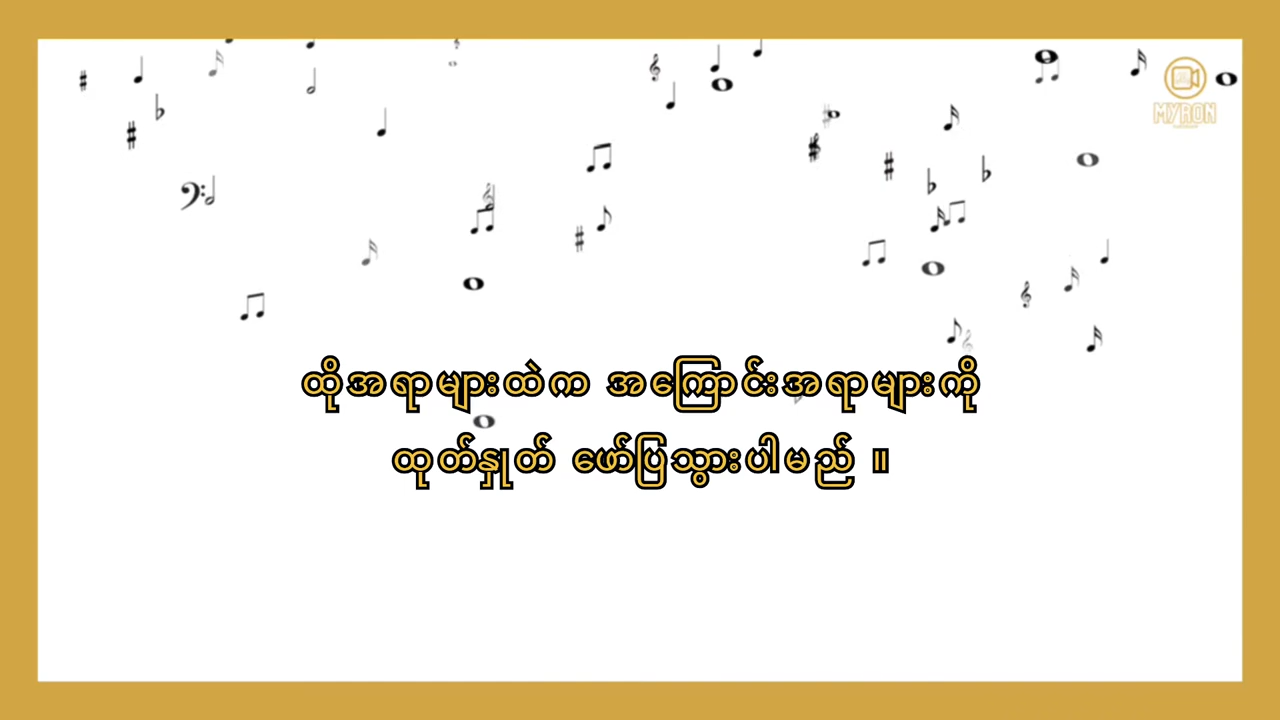 MYRON
ထိုအရာများထဲက အကြောင်းအရာများကို
ထုတ်နှုတ် ဖော်ပြသွားပါမည် ။